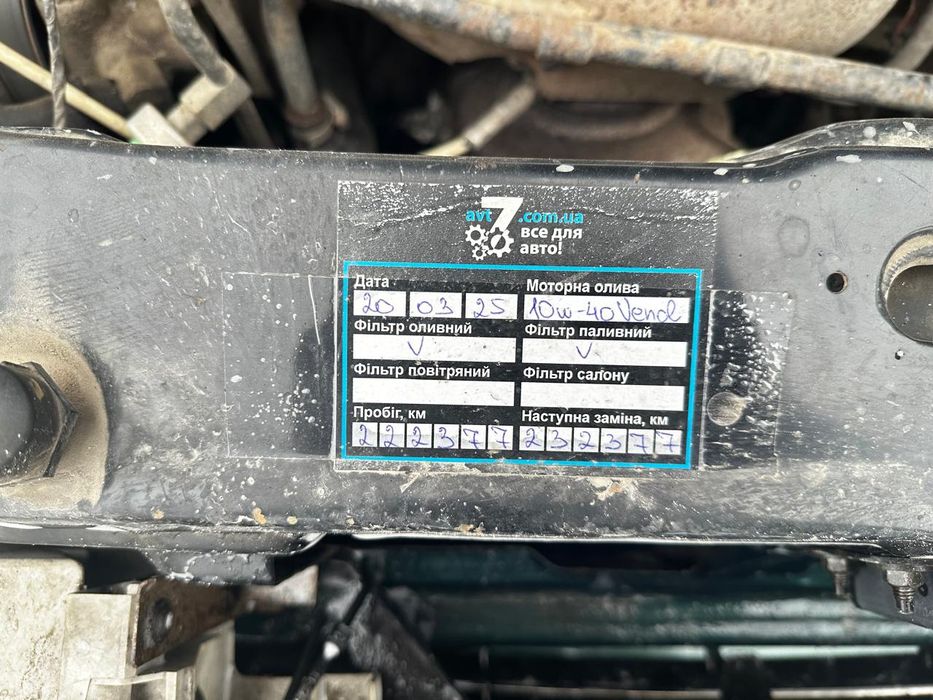 avt7.com.ua
все для
авто!
Дата Моторна олива
20 03 25 10w-40 Venol
Фільтр оливний Фільтр паливний
V V
Фільтр повітряний Фільтр салону
Пробіг, км Наступна заміна, км
222377 232377